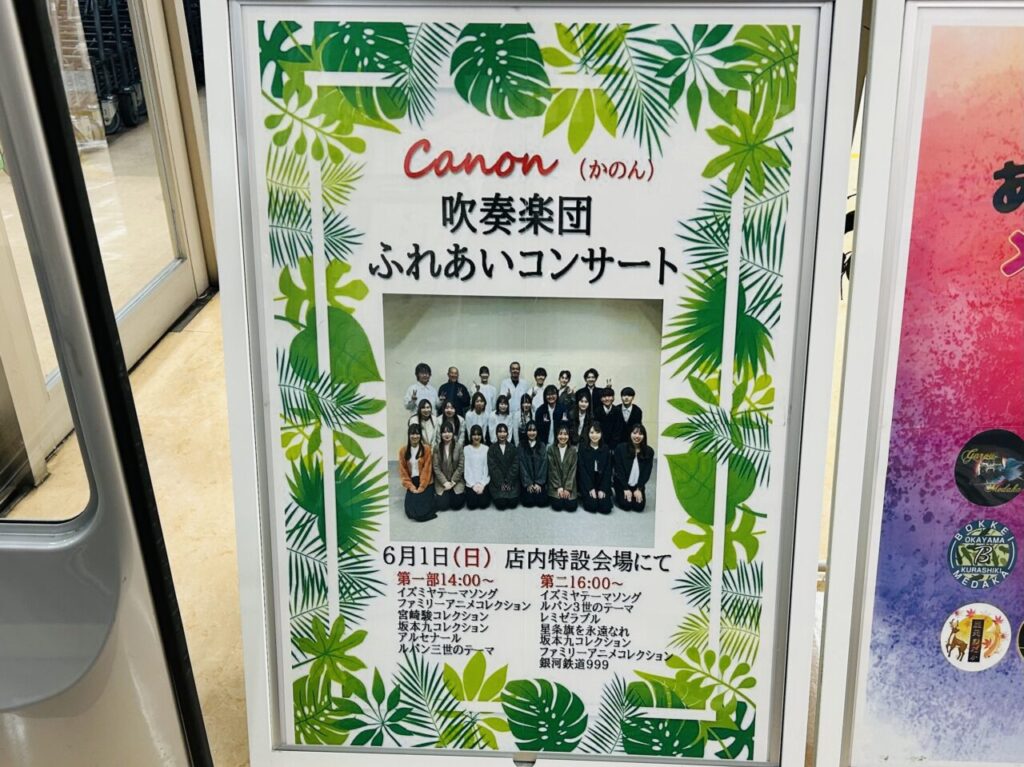 Canon (かのん)
吹奏楽団
ふれあいコンサート
6月1日(日) 店内特設会場にて
第一部14:00～
イズミヤテーマソング
ファミリーアニメコレクション
宮崎駿コレクション
坂本九コレクション
アルセナール
ルパン三世のテーマ
第二16:00～
イズミヤテーマソング
ルパン3世のテーマ
レミゼラブル
星条旗を永遠なれ
坂本九コレクション
ファミリーアニメコレクション
銀河鉄道999
あ
メ
Medaka
BOKKEI
OKAYAMA
B
KURASHIKI
MEDAKA